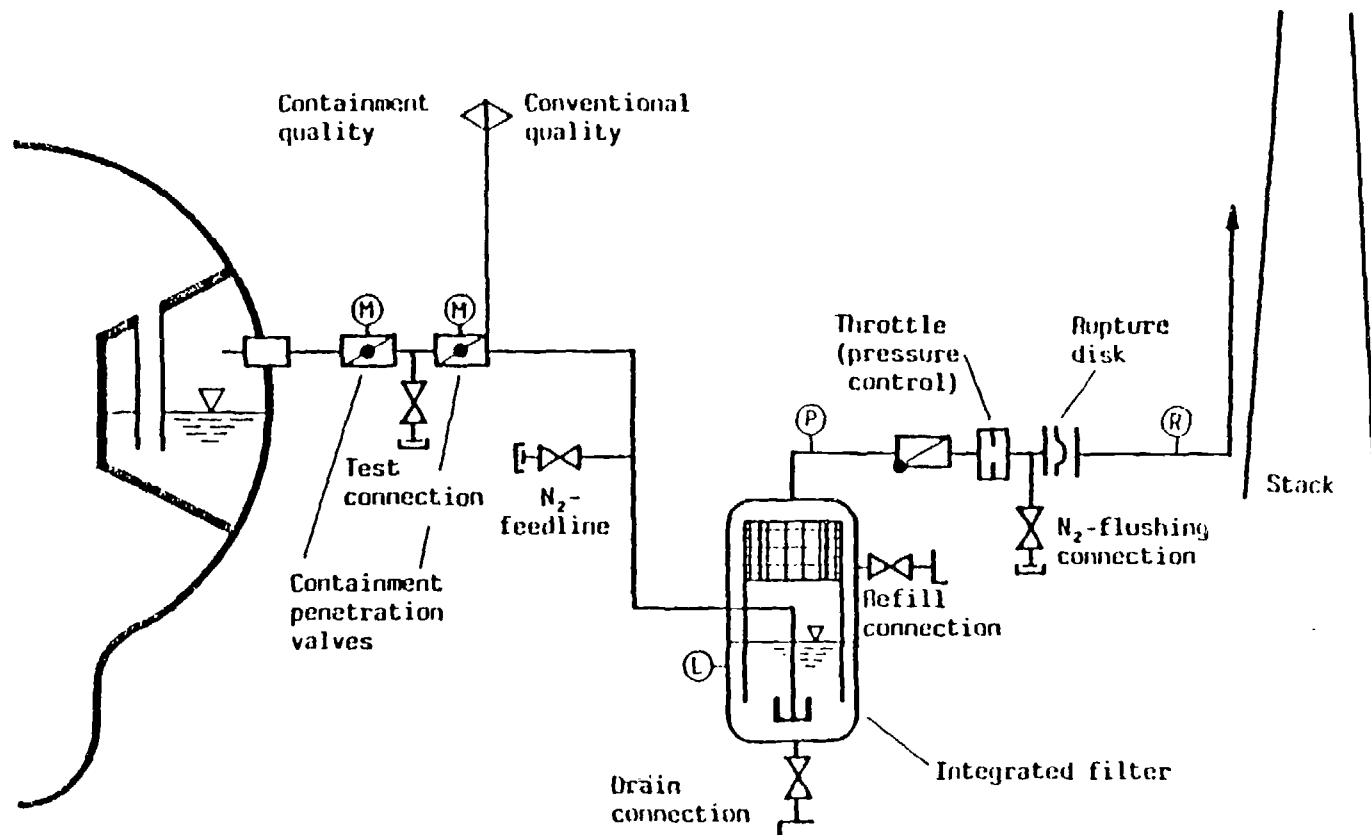 Containment
quality
Conventional
quality
M
M
Throttle
(pressure
control)
Rupture
disk
P
R
Test
connection
N₂-
feedline
Stack
N₂-flushing
connection
Containment
penetration
valves
Refill
connection
L
Integrated filter
Drain
connection